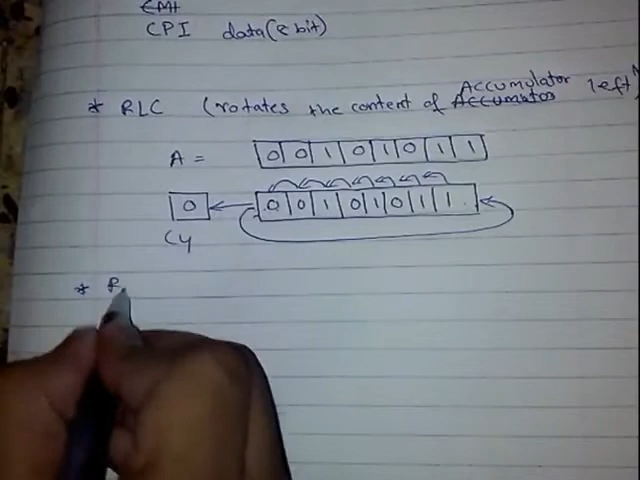 CMP
CPI data(8 bit)
* RLC (rotates the content of Accumulator left)
A = 0 0 1 0 1 0 1 1
0 0 0 1 0 1 0 1 1
Cy
* R